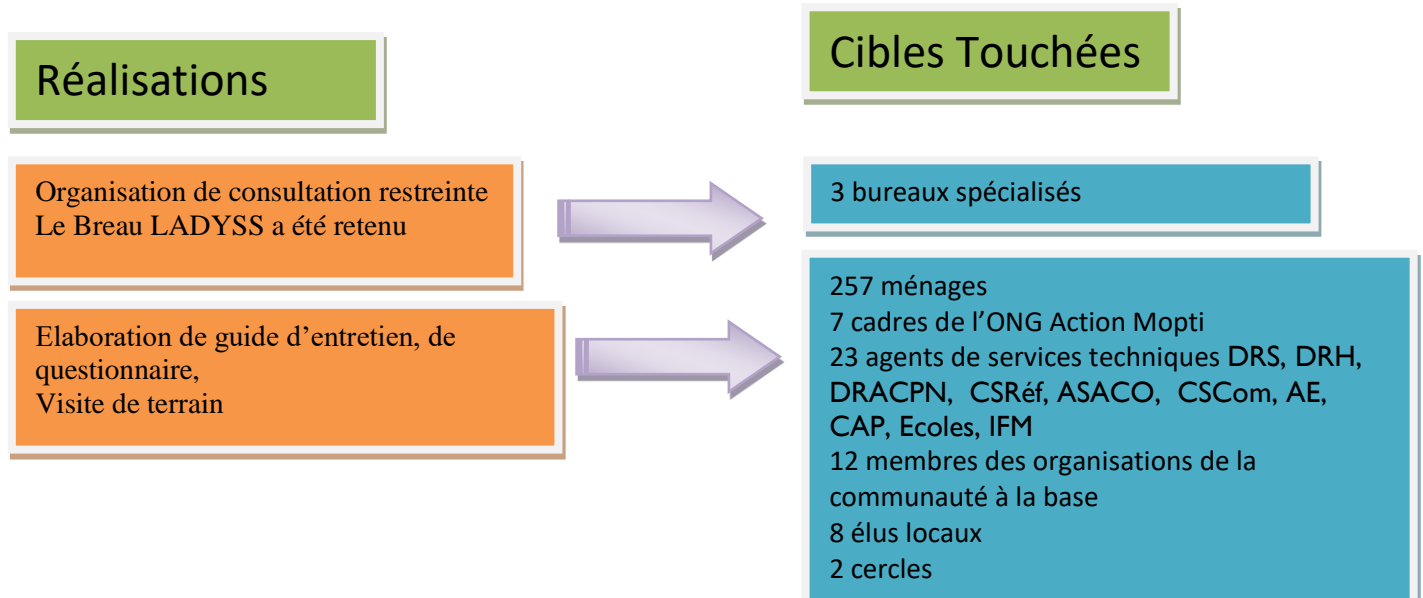 Réalisations
Cibles Touchées
Organisation de consultation restreinte
Le Breau LADYSS a été retenu
3 bureaux spécialisés
Elaboration de guide d’entretien, de
questionnaire,
Visite de terrain
257 ménages
7 cadres de l’ONG Action Mopti
23 agents de services techniques DRS, DRH,
DRACPN, CSRéf, ASACO, CSCom, AE,
CAP, Ecoles, IFM
12 membres des organisations de la
communauté à la base
8 élus locaux
2 cercles